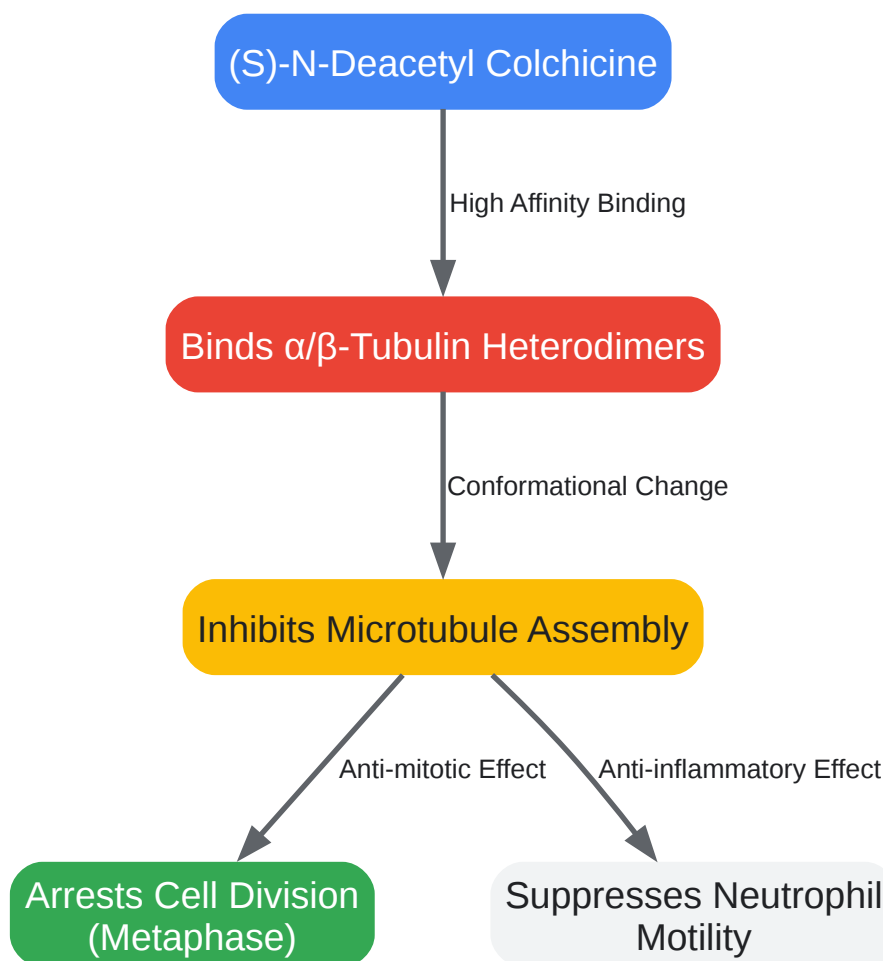 (S)-N-Deacetyl Colchicine
High Affinity Binding
Binds α/β-Tubulin Heterodimers
Conformational Change
Inhibits Microtubule Assembly
Anti-mitotic Effect
Anti-inflammatory Effect
Arrests Cell Division
(Metaphase)
Suppresses Neutrophil
Motility